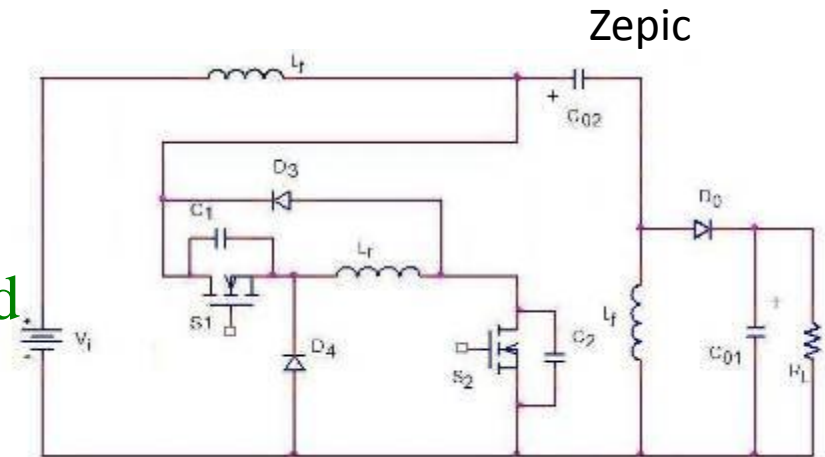 Zepic
Lf
+
C02
D3
C1
D0
Lr
d
+
Vi
-
S1
D4
S2
C2
Lf
+
C01
RL